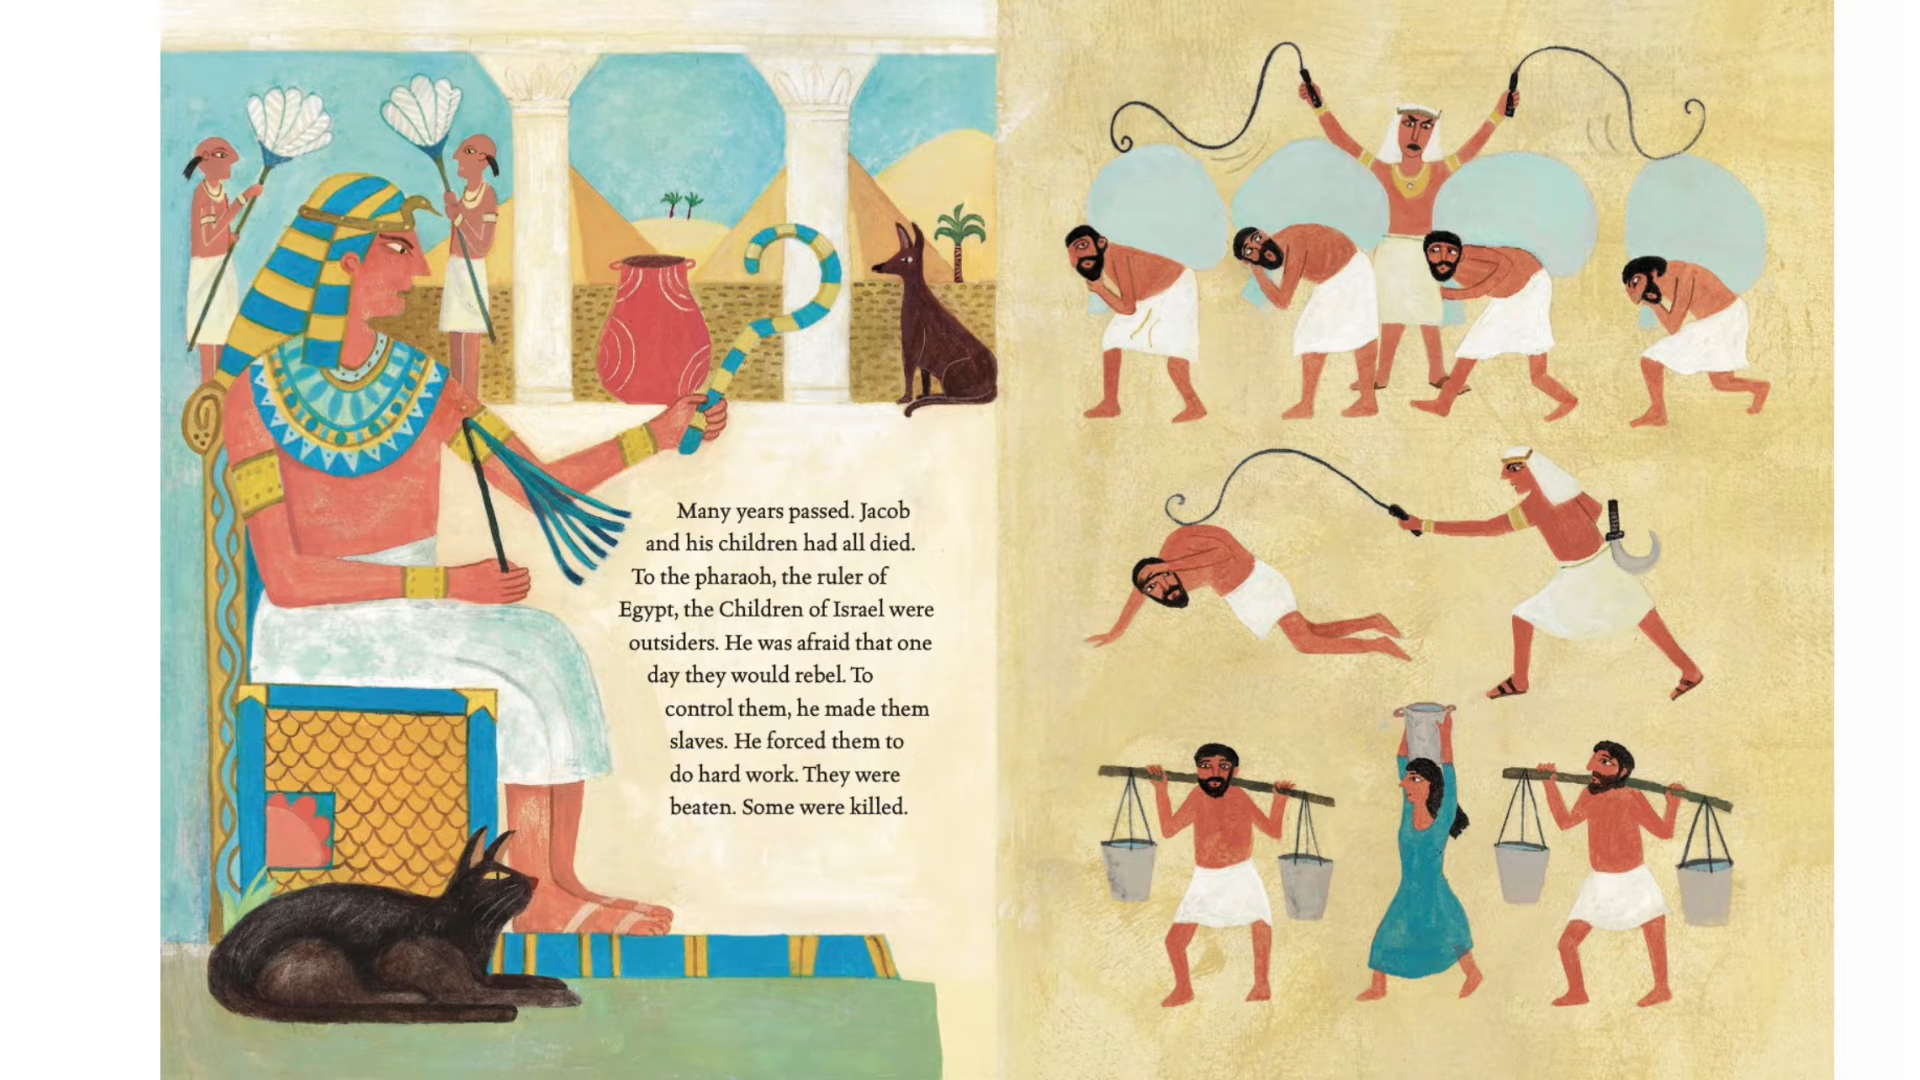 Many years passed. Jacob
and his children had all died.
To the pharaoh, the ruler of
Egypt, the Children of Israel were
outsiders. He was afraid that one
day they would rebel. To
control them, he made them
slaves. He forced them to
do hard work. They were
beaten. Some were killed.